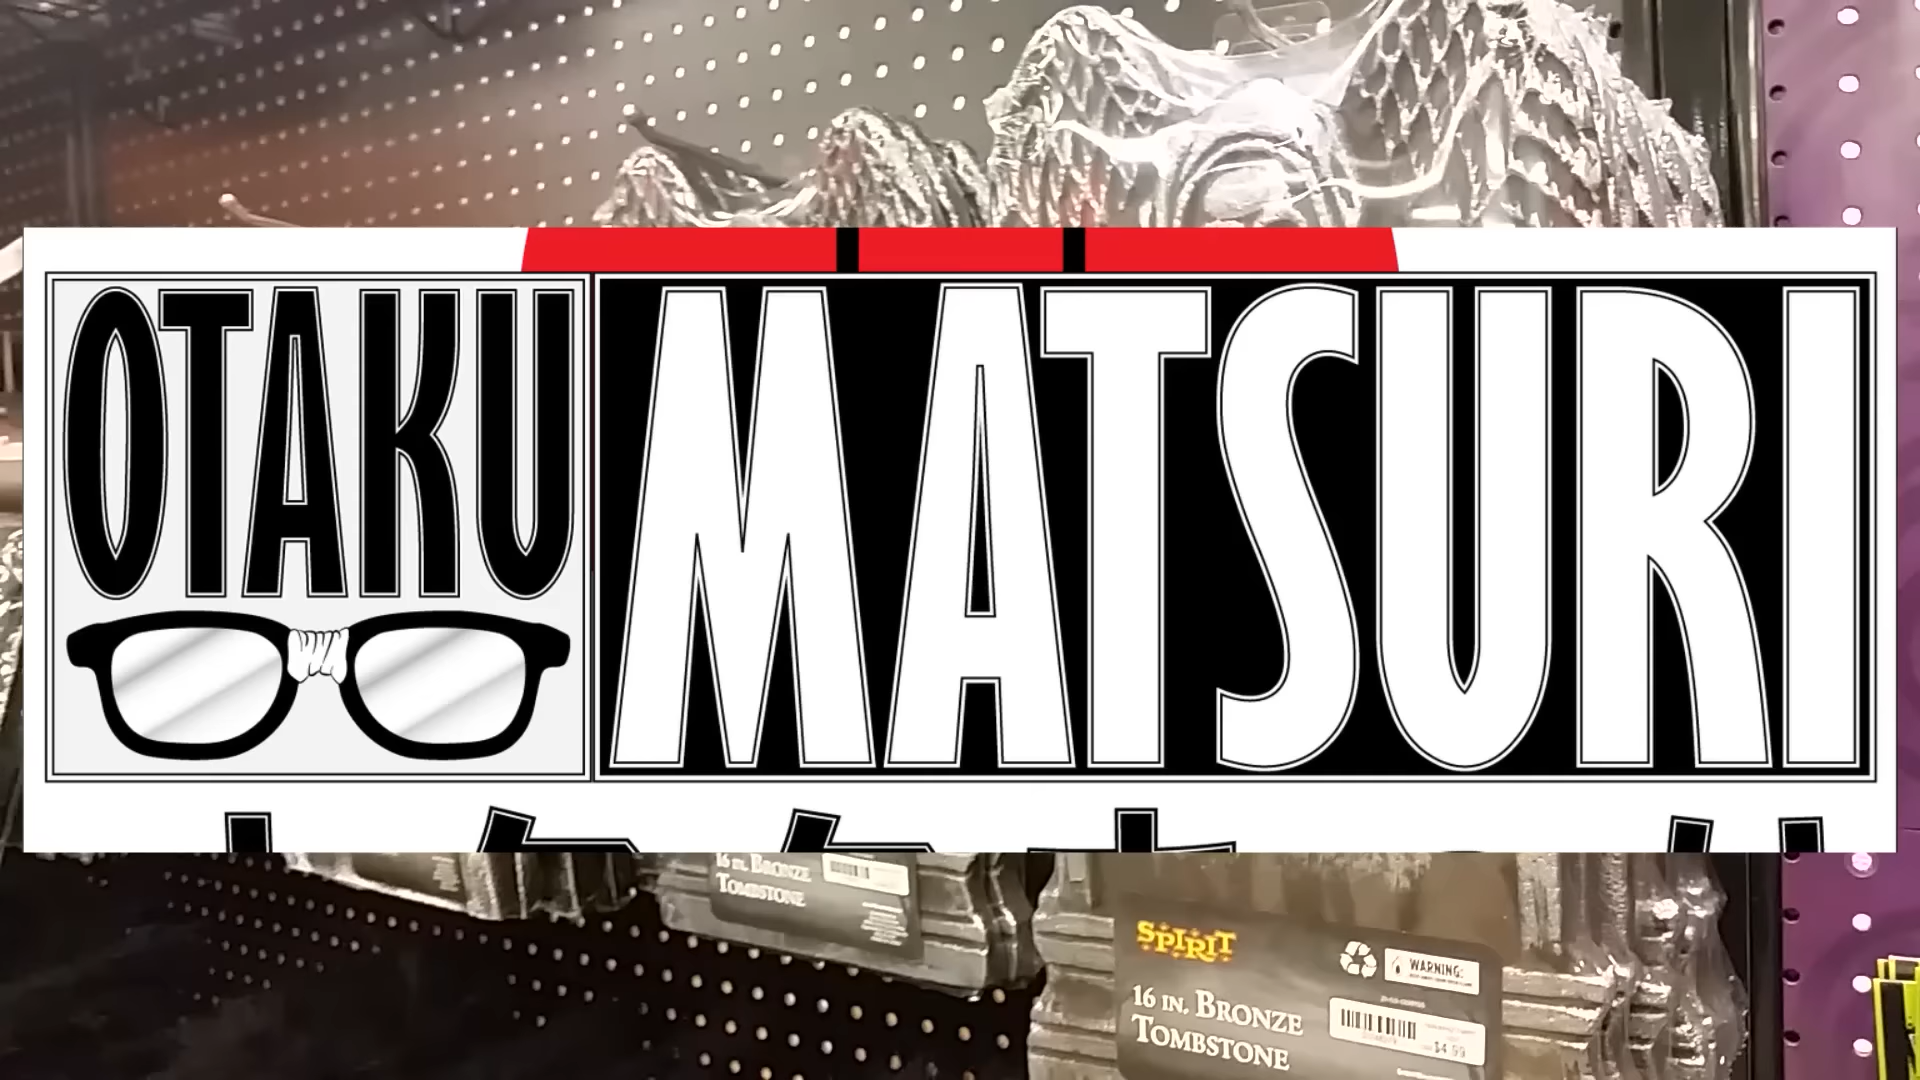 OTAKU MATSURI
16 IN. BRONZE
TOMBSTONE
SPIRIT
WARNING:
16 IN. BRONZE
TOMBSTONE
$4.99